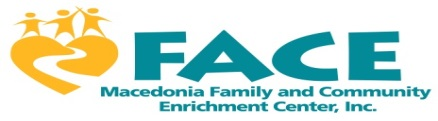 FACE
Macedonia Family and Community
Enrichment Center, Inc.